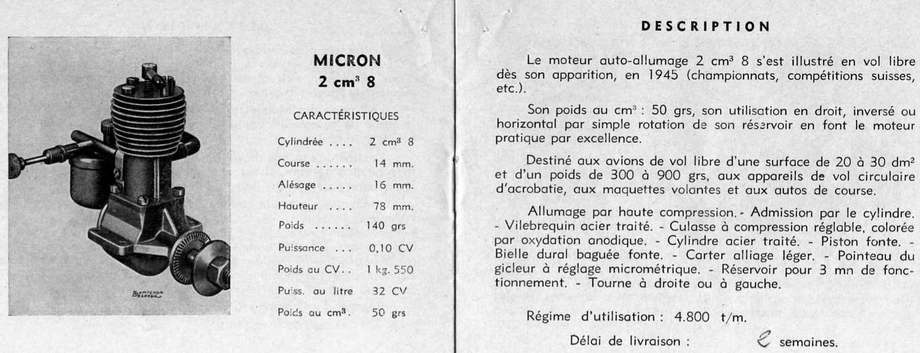 MICRON
2 cm³ 8
CARACTÉRISTIQUES
Cylindrée .... 2 cm³ 8
Course ...... 14 mm.
Alésage ..... 16 mm.
Hauteur .... 78 mm.
Poids ...... 140 grs
Puissance ... 0,10 CV
Poids au CV.. 1 kg. 550
Puiss. au litre 32 CV
Poids au cm³. 50 grs
DESCRIPTION
Le moteur auto-allumage 2 cm³ 8 s'est illustré en vol libre
dès son apparition, en 1945 (championnats, compétitions suisses,
etc.).
Son poids au cm³ : 50 grs, son utilisation en droit, inversé ou
horizontal par simple rotation de son réservoir en font le moteur
pratique par excellence.
Destiné aux avions de vol libre d'une surface de 20 à 30 dm²
et d'un poids de 300 à 900 grs, aux appareils de vol circulaire
d'acrobatie, aux maquettes volantes et aux autos de course.
Allumage par haute compression. - Admission par le cylindre.
- Vilebrequin acier traité. - Culasse à compression réglable, colorée
par oxydation anodique. - Cylindre acier traité. - Piston fonte. -
Bielle dural baguée fonte. - Carter alliage léger. - Pointeau du
gicleur à réglage micrométrique. - Réservoir pour 3 mn de fonc-
tionnement. - Tourne à droite ou à gauche.
Régime d'utilisation : 4.800 t/m.
Délai de livraison : 2 semaines.